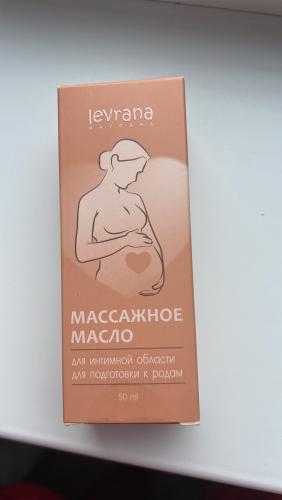 levrana
NATURAL
МАССАЖНОЕ
МАСЛО
для интимной области
для подготовки к родам
50 ml